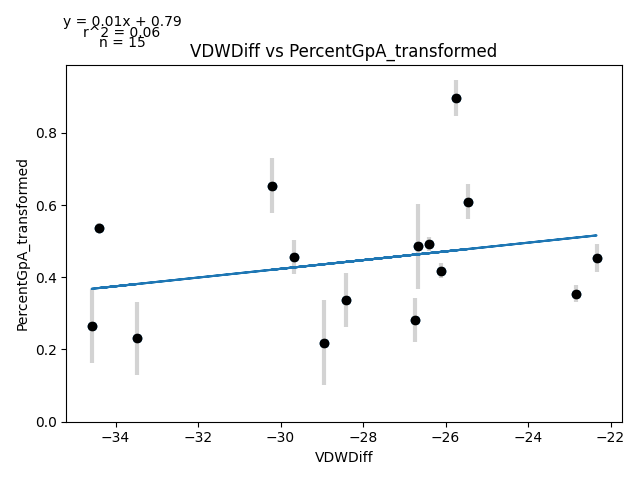 y = 0.01x + 0.79
r^2 = 0.06
n = 15
VDWDiff vs PercentGpA_transformed
PercentGpA_transformed
0.8
0.6
0.4
0.2
0.0
−34 −32 −30 −28 −26 −24 −22
VDWDiff